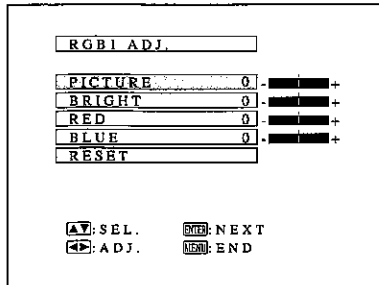 RGB1 ADJ.
PICTURE 0 - +
BRIGHT 0 - +
RED 0 - +
BLUE 0 - +
RESET
▲▼: SEL. ENTER: NEXT
◄►: ADJ. MENU: END